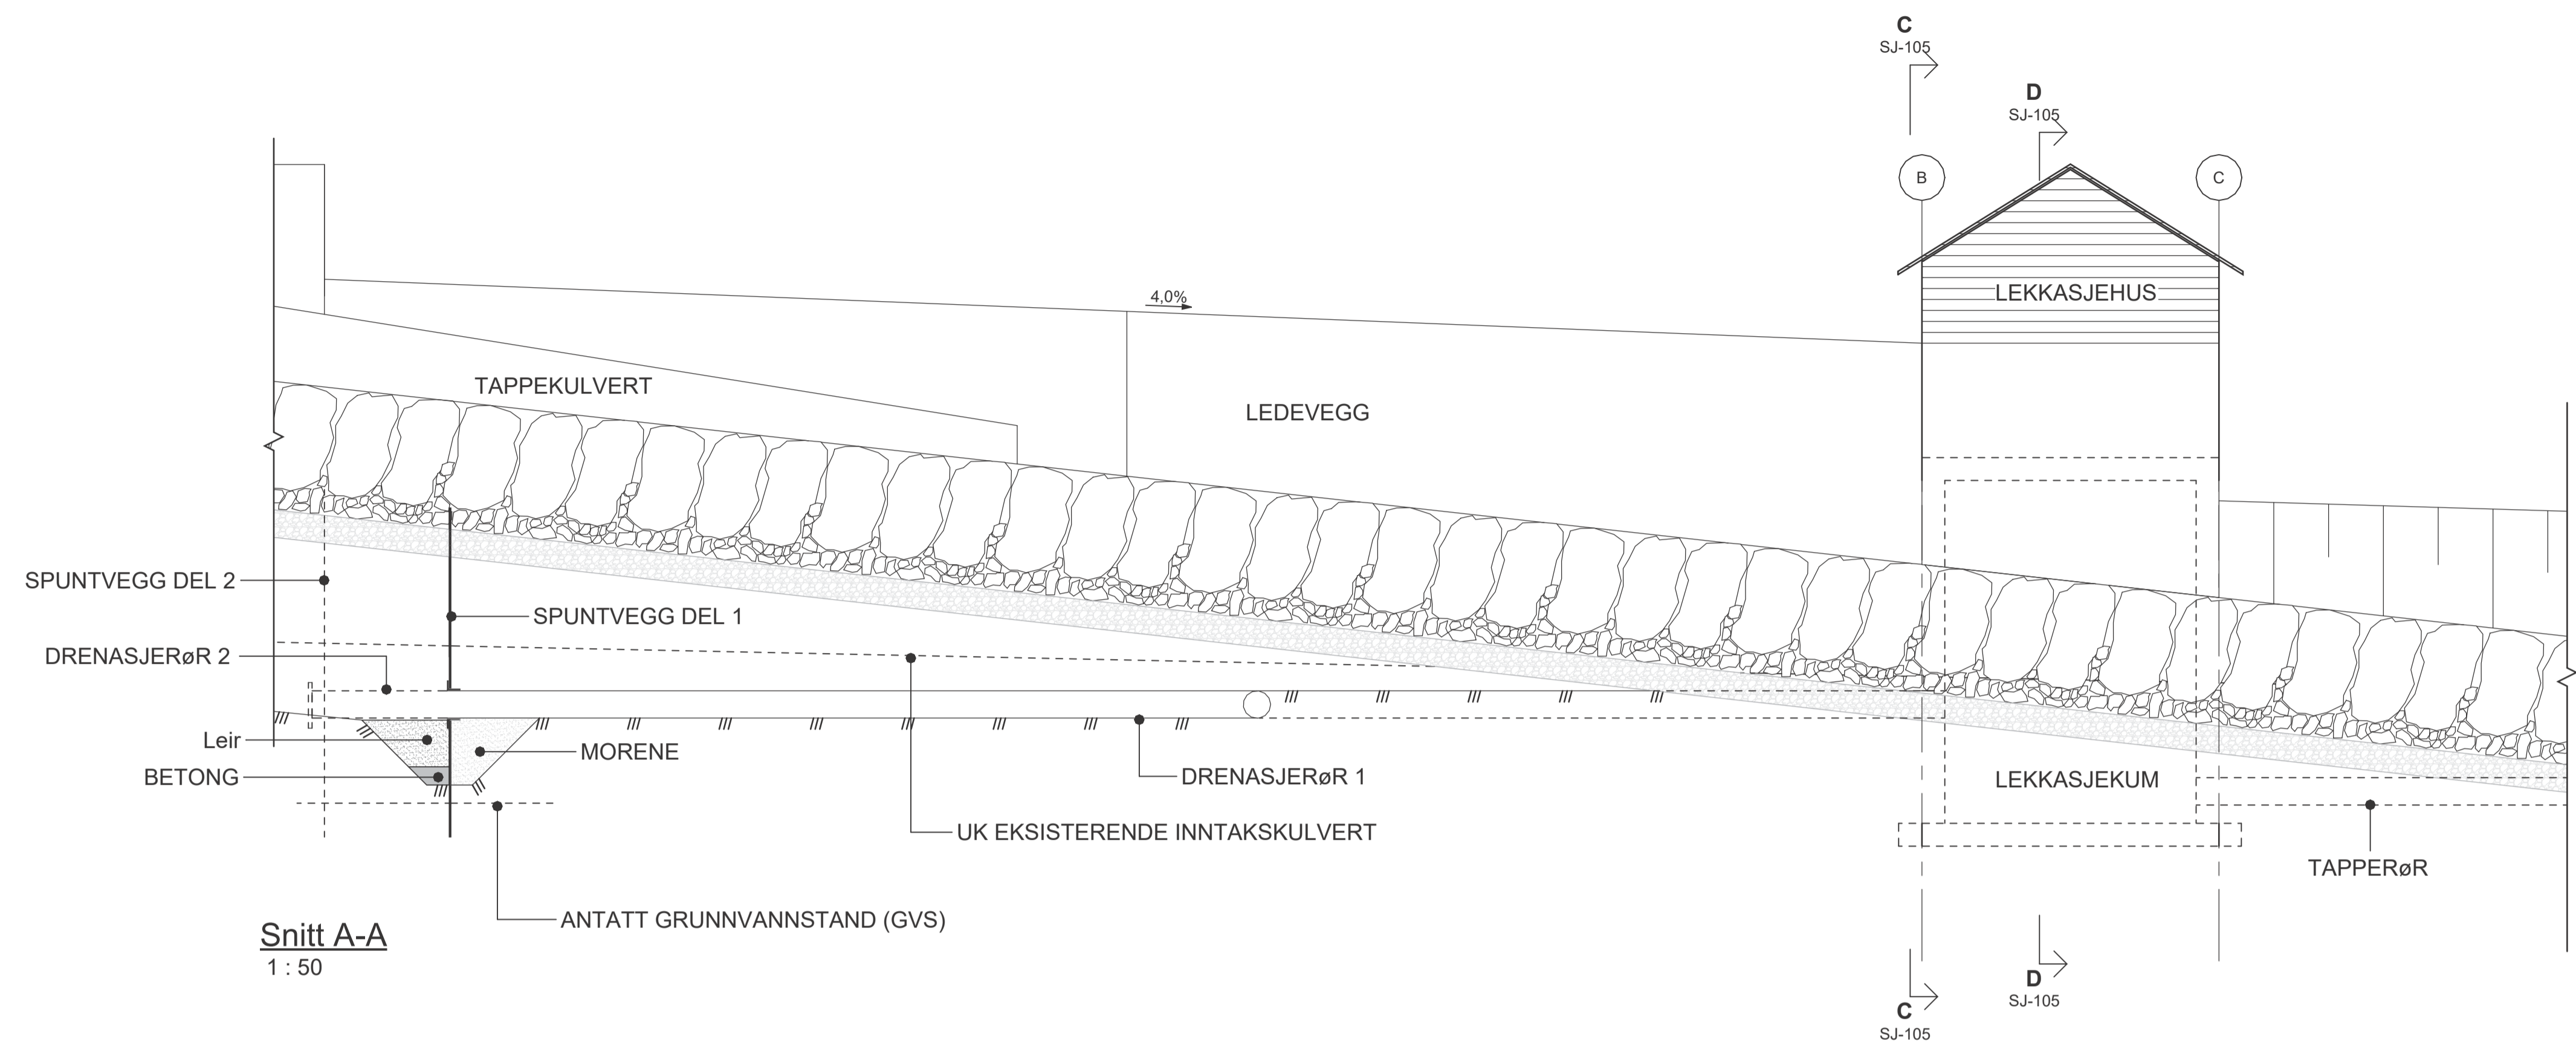 C
SJ-105
D
SJ-105
B
C
4,0%
LEKKASJEHUS
TAPPEKULVERT
LEDEVEGG
SPUNTVEGG DEL 2
SPUNTVEGG DEL 1
DRENASJERøR 2
Leir
MORENE
BETONG
DRENASJERøR 1
LEKKASJEKUM
UK EKSISTERENDE INNTAKSKULVERT
TAPPERøR
ANTATT GRUNNVANNSTAND (GVS)
Snitt A-A
1 : 50
D
SJ-105
C
SJ-105